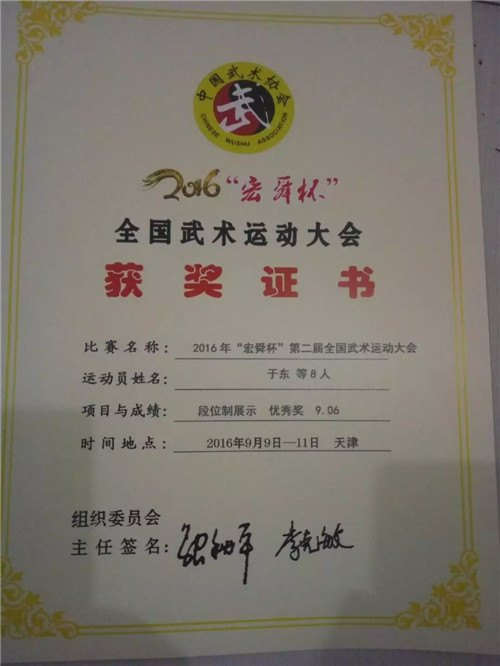 中国武术协会
武
CHINESE WUSHU ASSOCIATION
2016“宏舜杯”
全国武术运动大会
获奖证书
比赛名称: 2016年“宏舜杯”第二届全国武术运动大会
运动员姓名: 于东 等8人
项目与成绩: 段位制展示 优秀奖 9.06
时间地点: 2016年9月9日—11日 天津
组织委员会
主任签名: